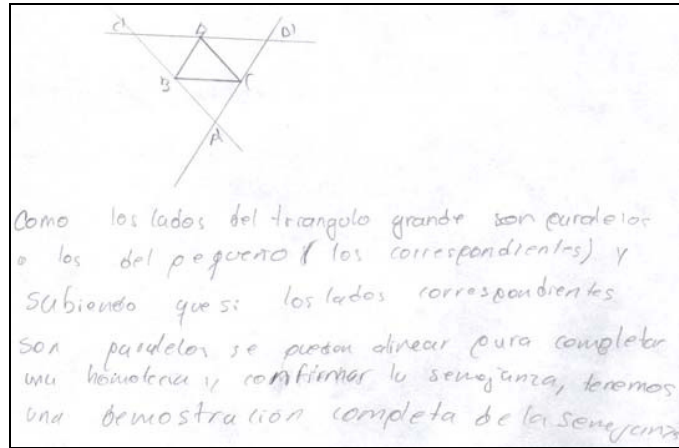 C' A B'
B C
A'
Como los lados del triangulo grande son paralelos
a los del pequeño (los correspondientes) y
sabiendo que si los lados correspondientes
son paralelos se pueden alinear para completar
una homotecia y confirmar la semejanza, tenemos
una demostración completa de la semejanza